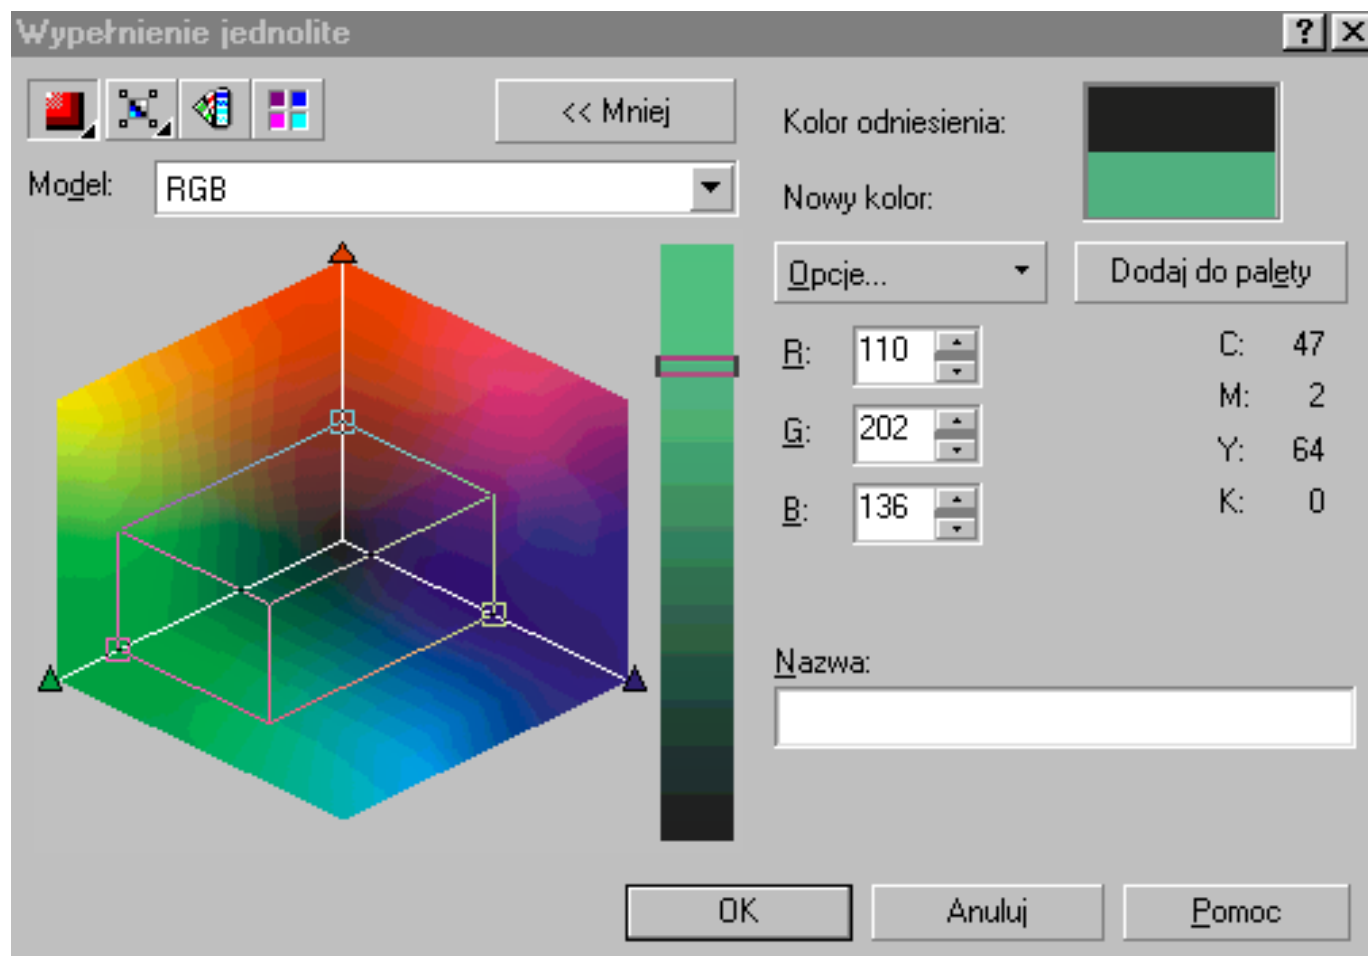 Wypełnienie jednolite
<< Mniej
Kolor odniesienia:
Model: RGB
Nowy kolor:
Opcje...
Dodaj do palety
R: 110
C: 47
M: 2
G: 202
Y: 64
B: 136
K: 0
Nazwa:
OK
Anuluj
Pomoc